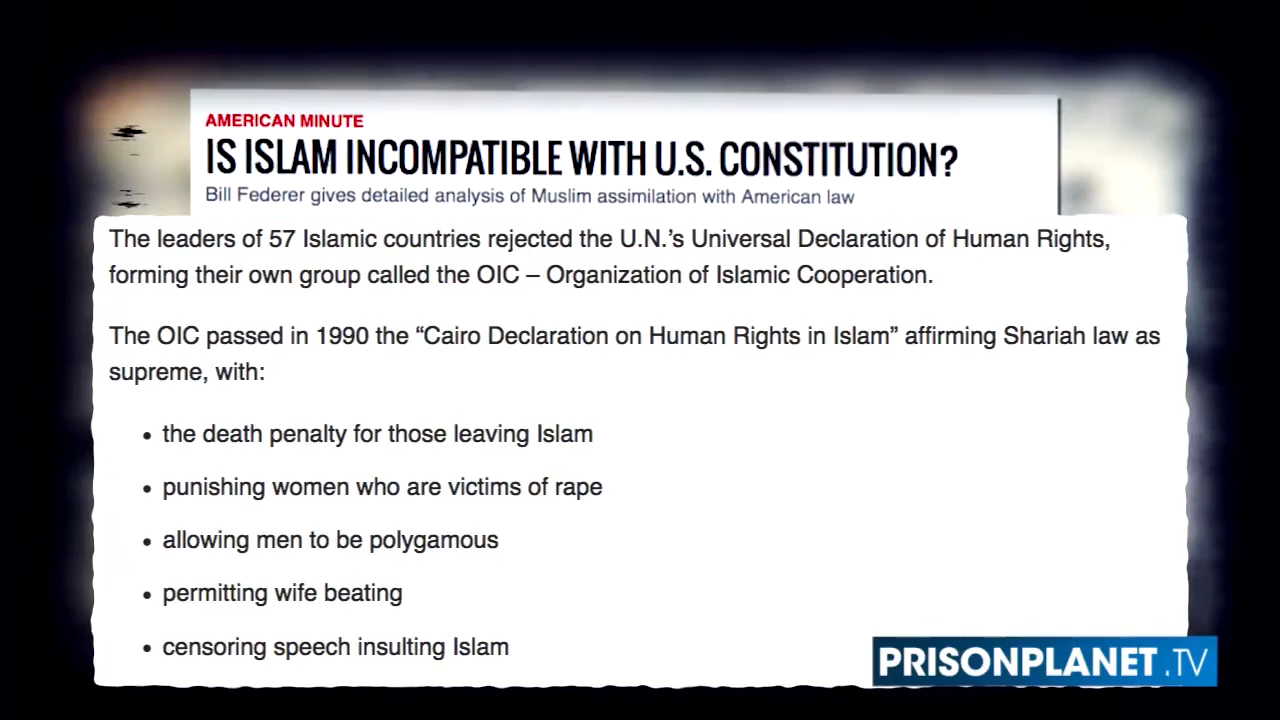 AMERICAN MINUTE
IS ISLAM INCOMPATIBLE WITH U.S. CONSTITUTION?
Bill Federer gives detailed analysis of Muslim assimilation with American law
The leaders of 57 Islamic countries rejected the U.N.’s Universal Declaration of Human Rights,
forming their own group called the OIC – Organization of Islamic Cooperation.
The OIC passed in 1990 the “Cairo Declaration on Human Rights in Islam” affirming Shariah law as
supreme, with:
• the death penalty for those leaving Islam
• punishing women who are victims of rape
• allowing men to be polygamous
• permitting wife beating
• censoring speech insulting Islam
PRISONPLANET.TV